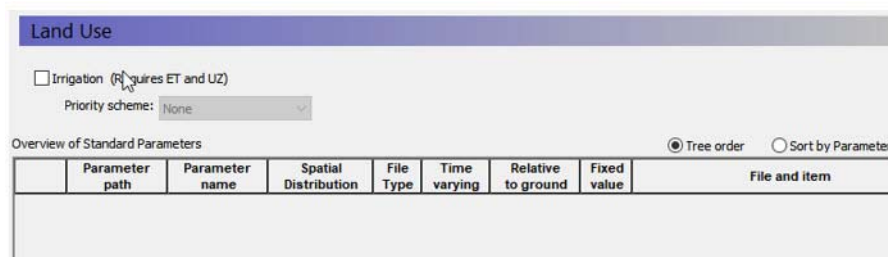 Land Use
Irrigation (Requires ET and UZ)
Priority scheme: None
Overview of Standard Parameters
Tree order
Sort by Parameter
Parameter path
Parameter name
Spatial Distribution
File Type
Time varying
Relative to ground
Fixed value
File and item